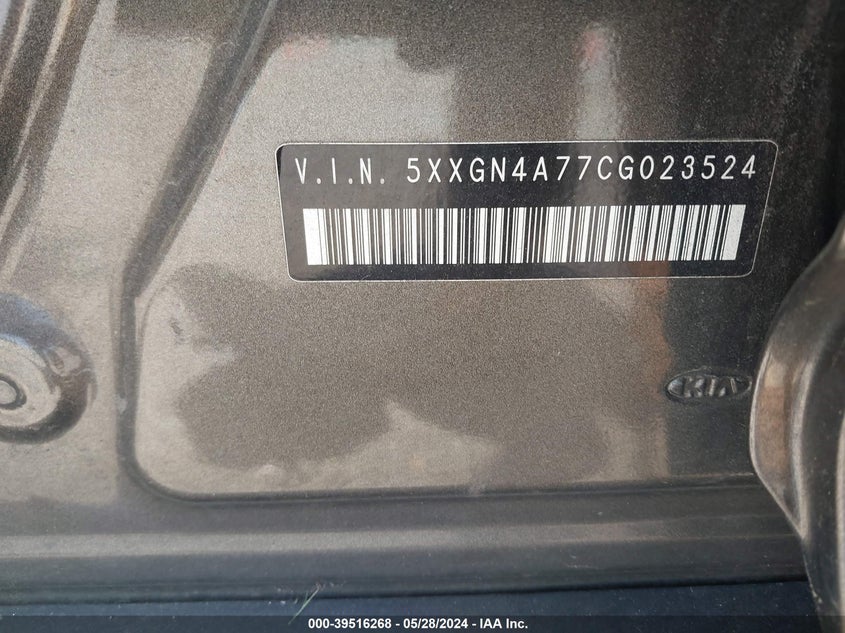 V.I.N. 5XXGN4A77CG023524
KIA
000-39516268 - 05/28/2024 - IAA Inc.